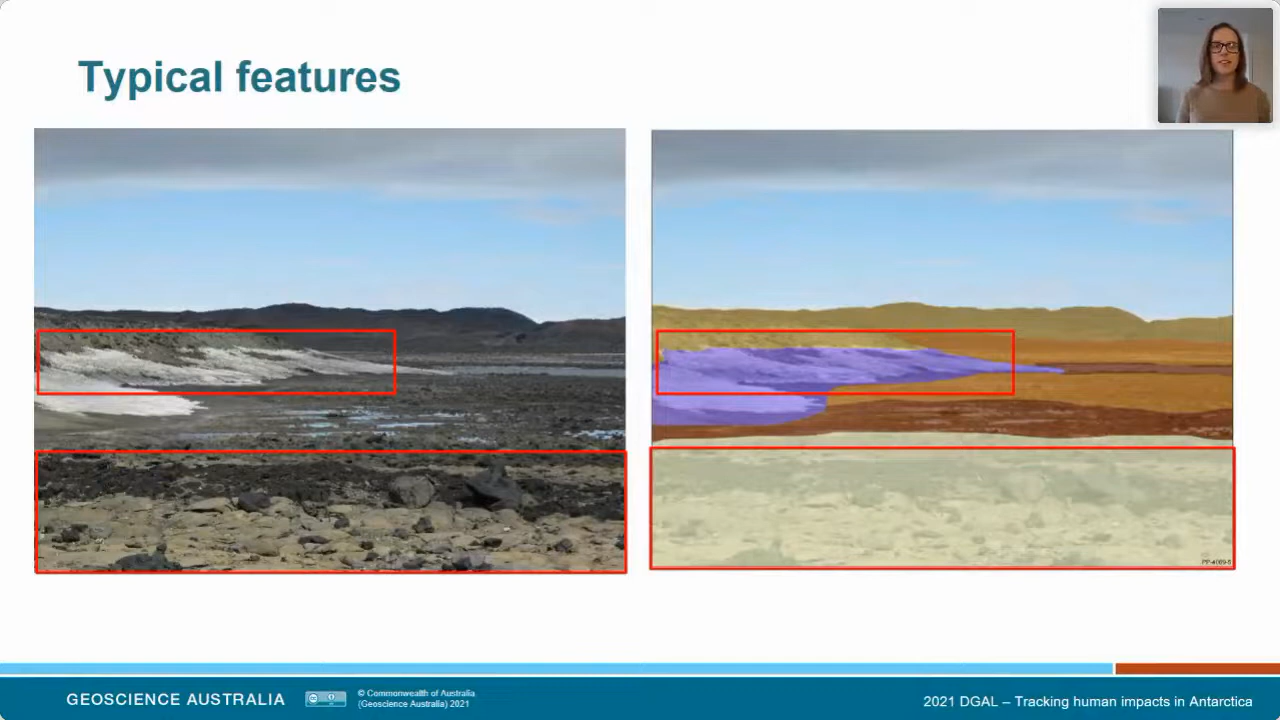 Typical features
GEOSCIENCE AUSTRALIA
© Commonwealth of Australia
(Geoscience Australia) 2021
2021 DGAL – Tracking human impacts in Antarctica